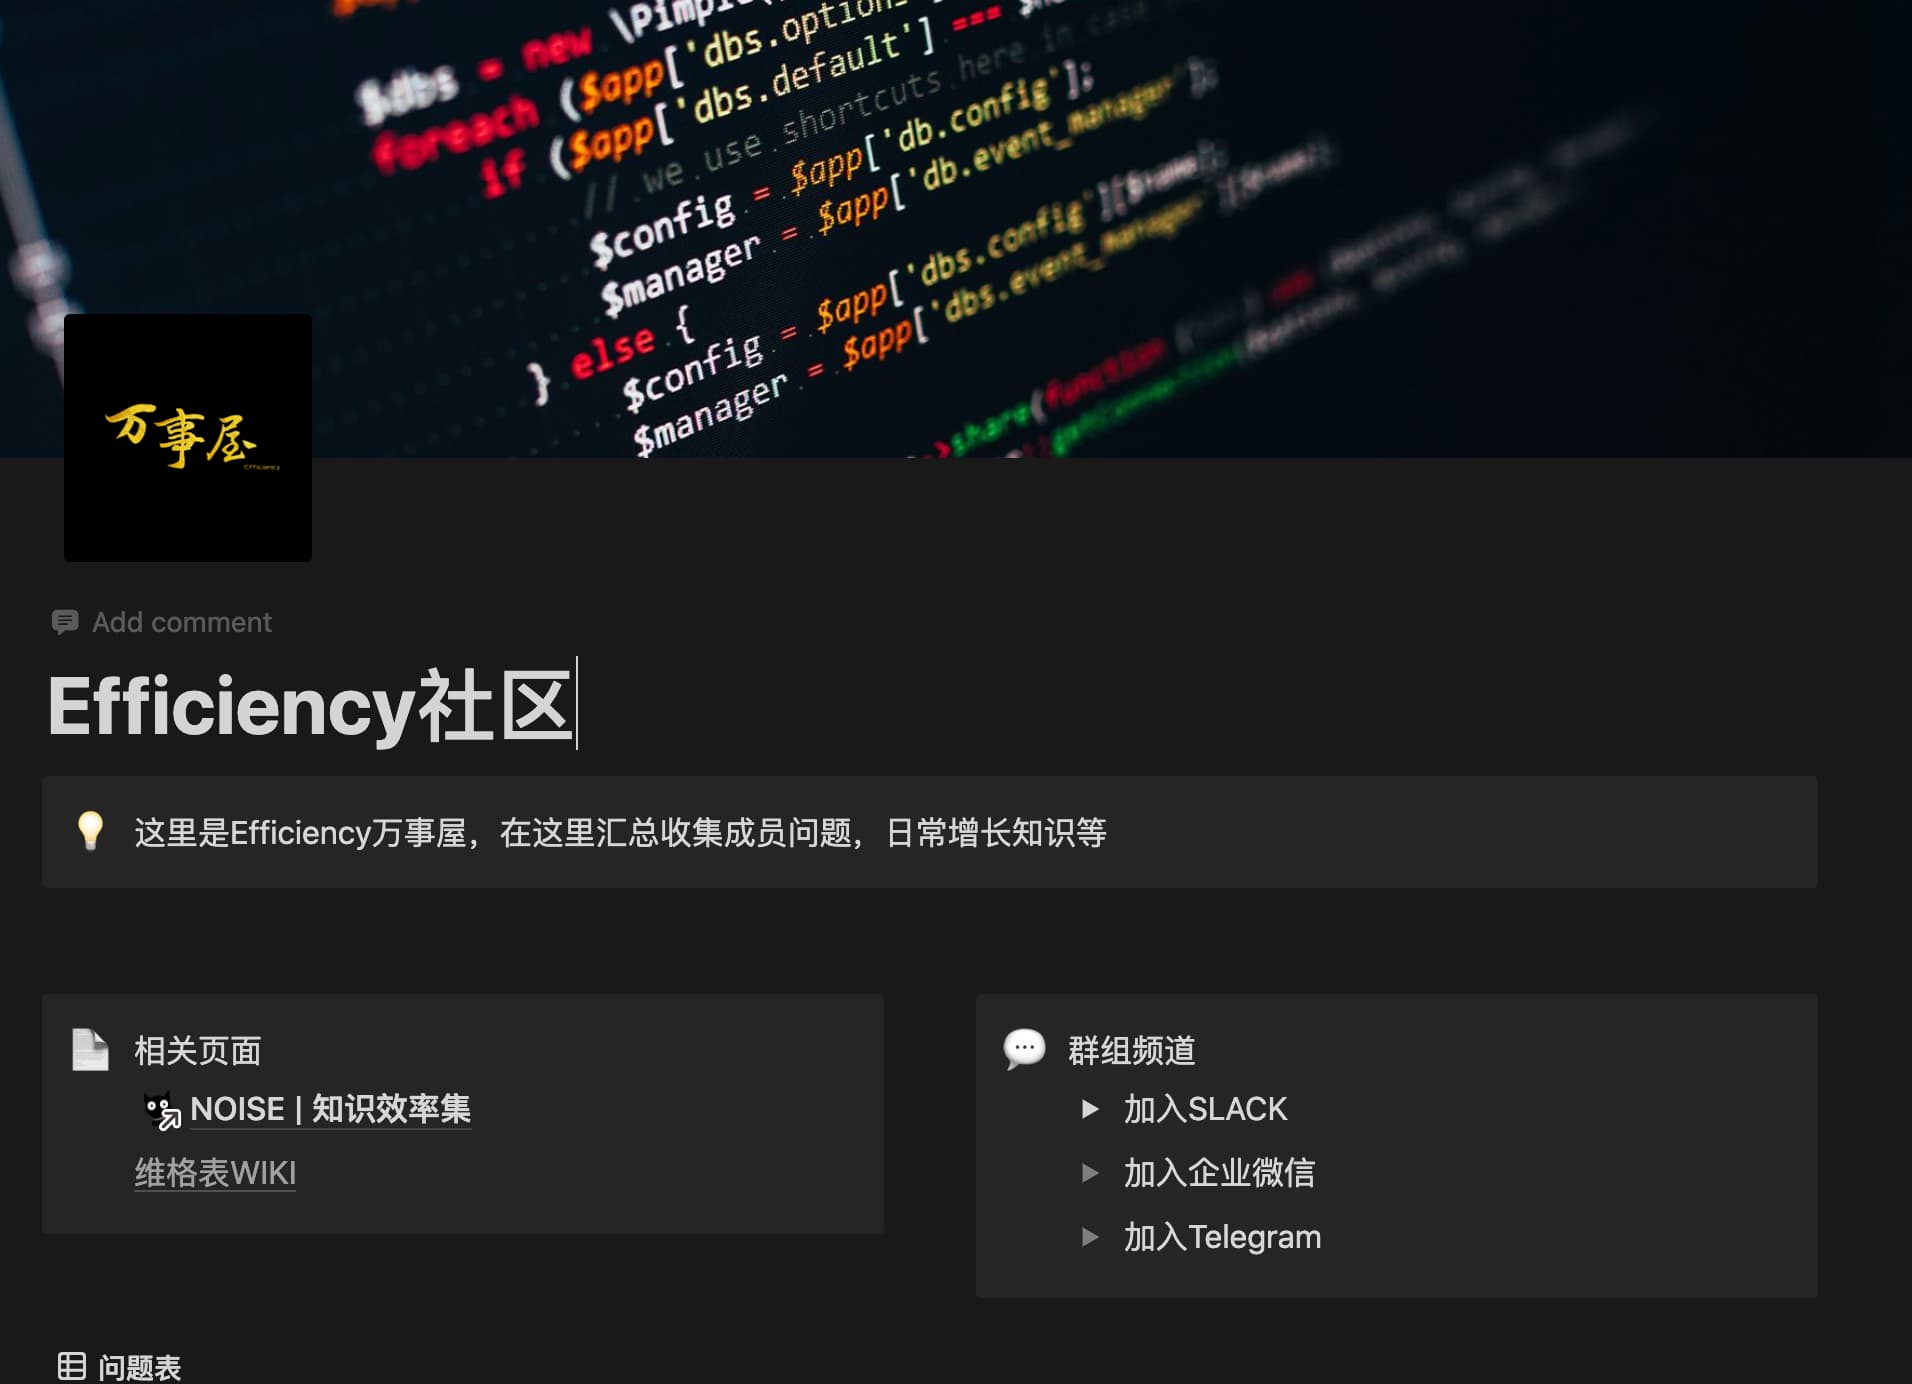 $dbs = new \Pimple(
foreach ($app['dbs.options
if ($app['dbs.default'] ===
// we use shortcuts here in case
$config = $app['db.config'];
$manager = $app['db.event_manager'];
} else {
$config = $app['dbs.config'][$name];
$manager = $app['dbs.event_manager'][$name];
share(function
万事屋
Efficiency
Add comment
Efficiency社区
这里是Efficiency万事屋，在这里汇总收集成员问题，日常增长知识等
相关页面
NOISE | 知识效率集
维格表WIKI
群组频道
加入SLACK
加入企业微信
加入Telegram
问题表